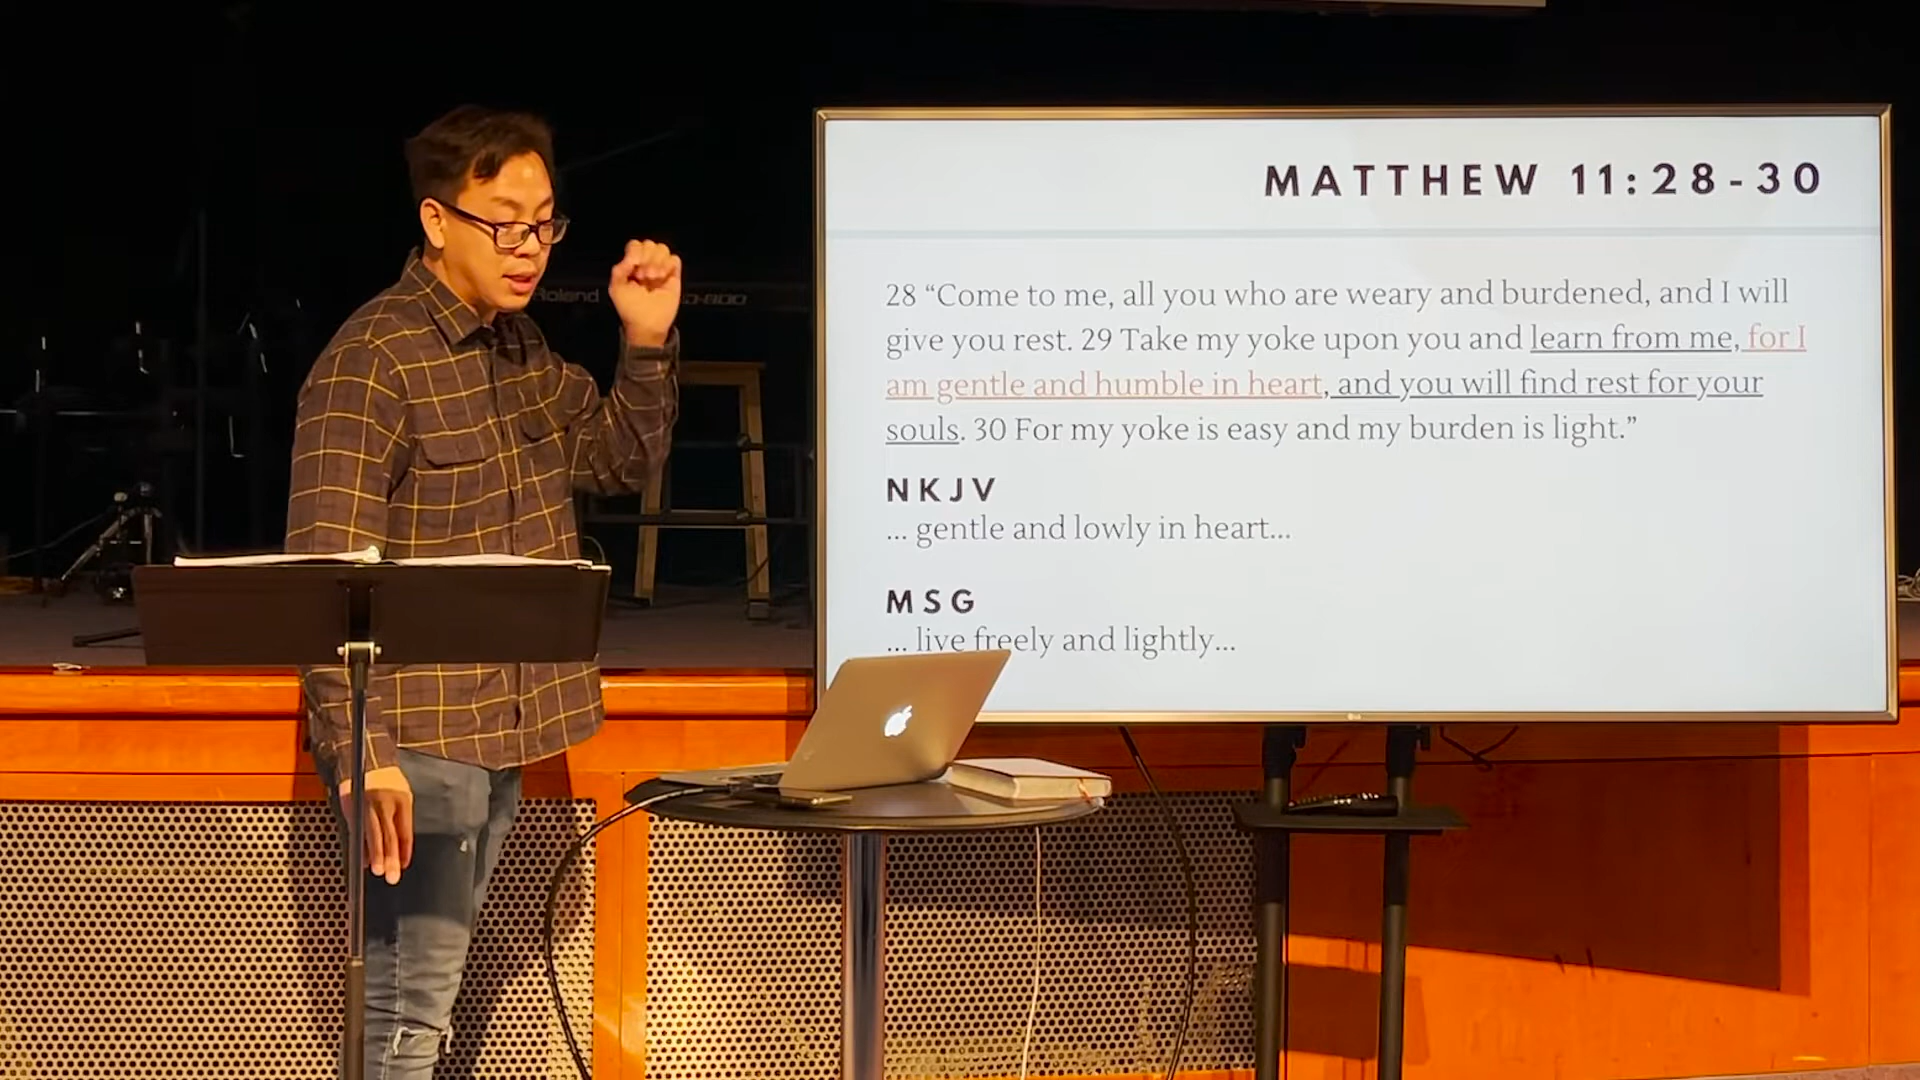 MATTHEW 11:28-30
28 “Come to me, all you who are weary and burdened, and I will
give you rest. 29 Take my yoke upon you and learn from me, for I
am gentle and humble in heart, and you will find rest for your
souls. 30 For my yoke is easy and my burden is light.”
NKJV
... gentle and lowly in heart...
MSG
... live freely and lightly...
Roland
-800